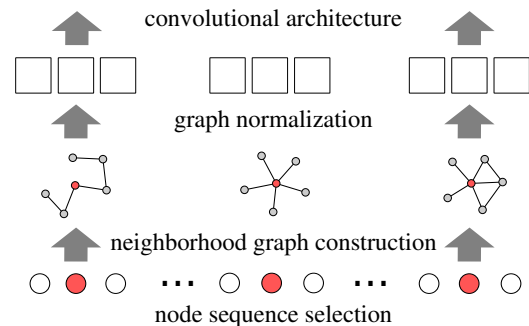 convolutional architecture
graph normalization
neighborhood graph construction
... ...
node sequence selection